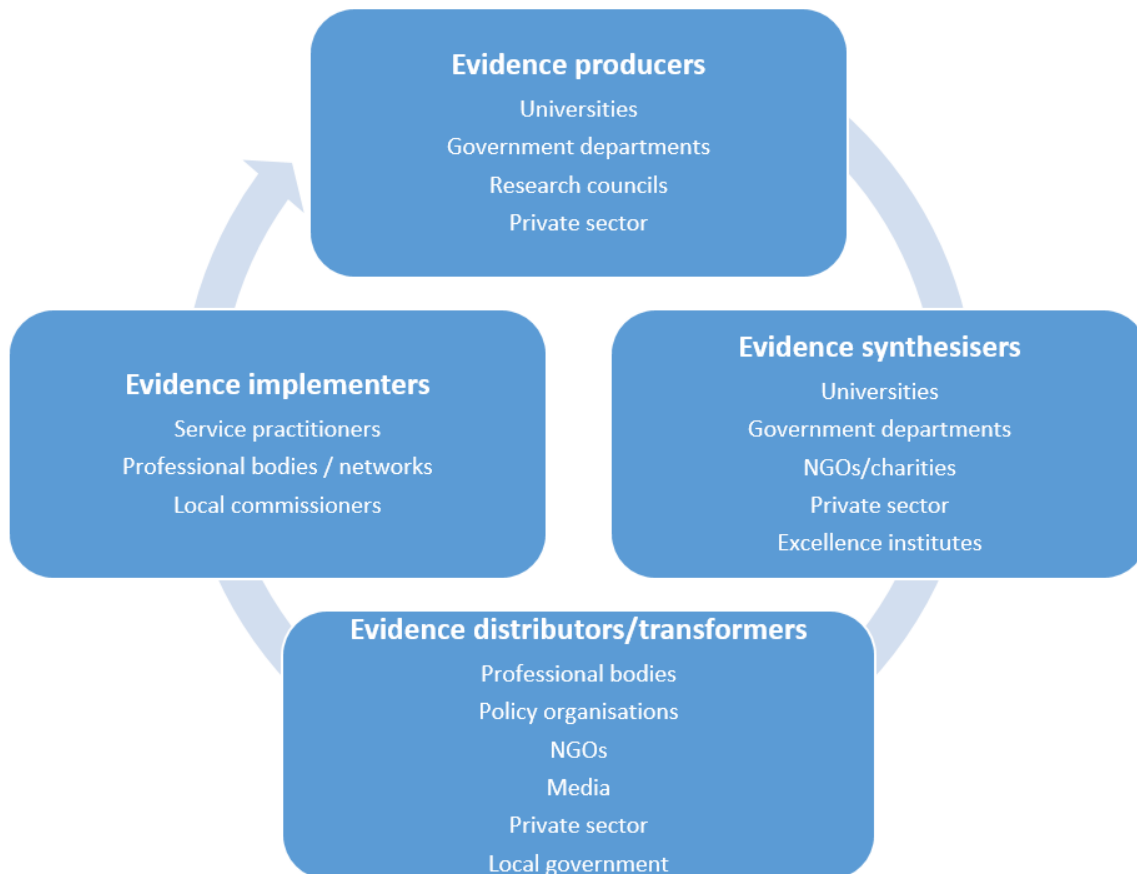 Evidence producers
Universities
Government departments
Research councils
Private sector
Evidence synthesisers
Universities
Government departments
NGOs/charities
Private sector
Excellence institutes
Evidence distributors/transformers
Professional bodies
Policy organisations
NGOs
Media
Private sector
Local government
Evidence implementers
Service practitioners
Professional bodies / networks
Local commissioners